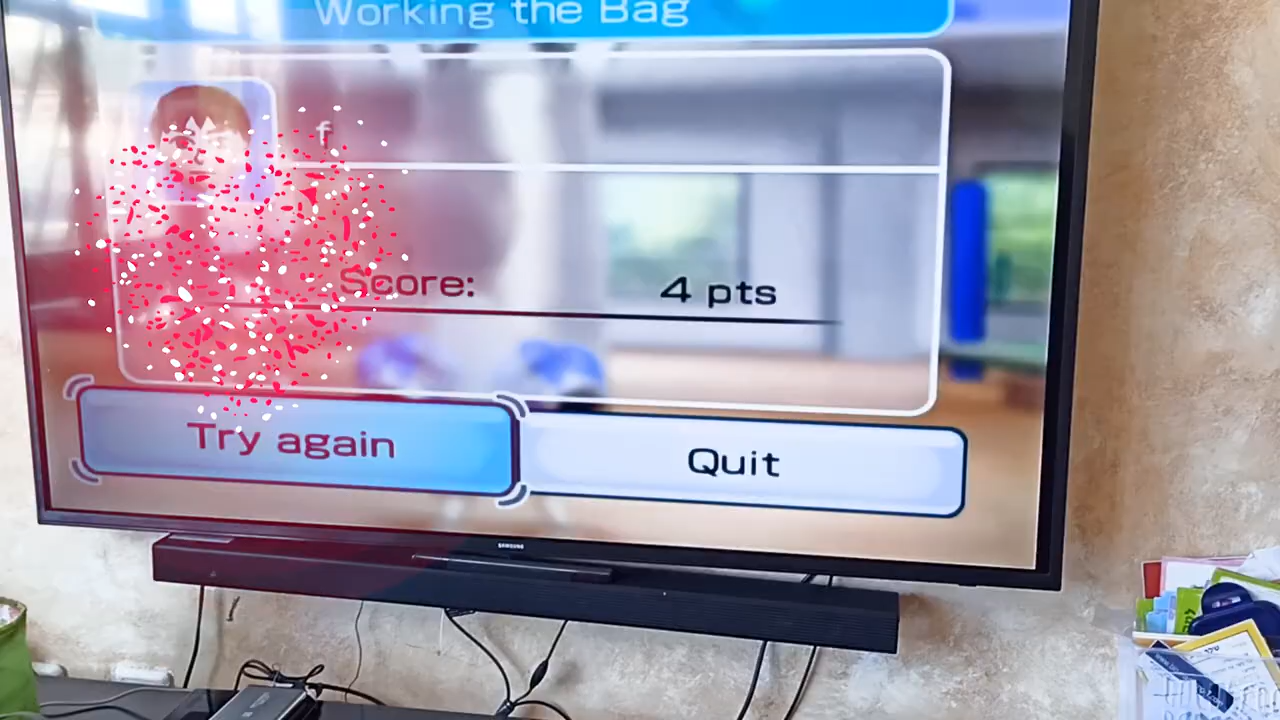 Working the Bag
f
Score:
4 pts
Try again
Quit
SAMSUNG